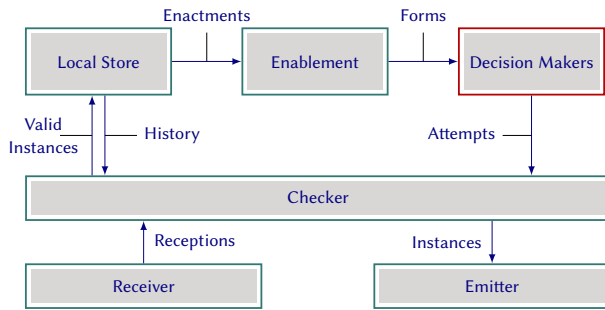 Enactments
Forms
Local Store
Enablement
Decision Makers
Valid
Instances
History
Attempts
Checker
Receptions
Instances
Receiver
Emitter